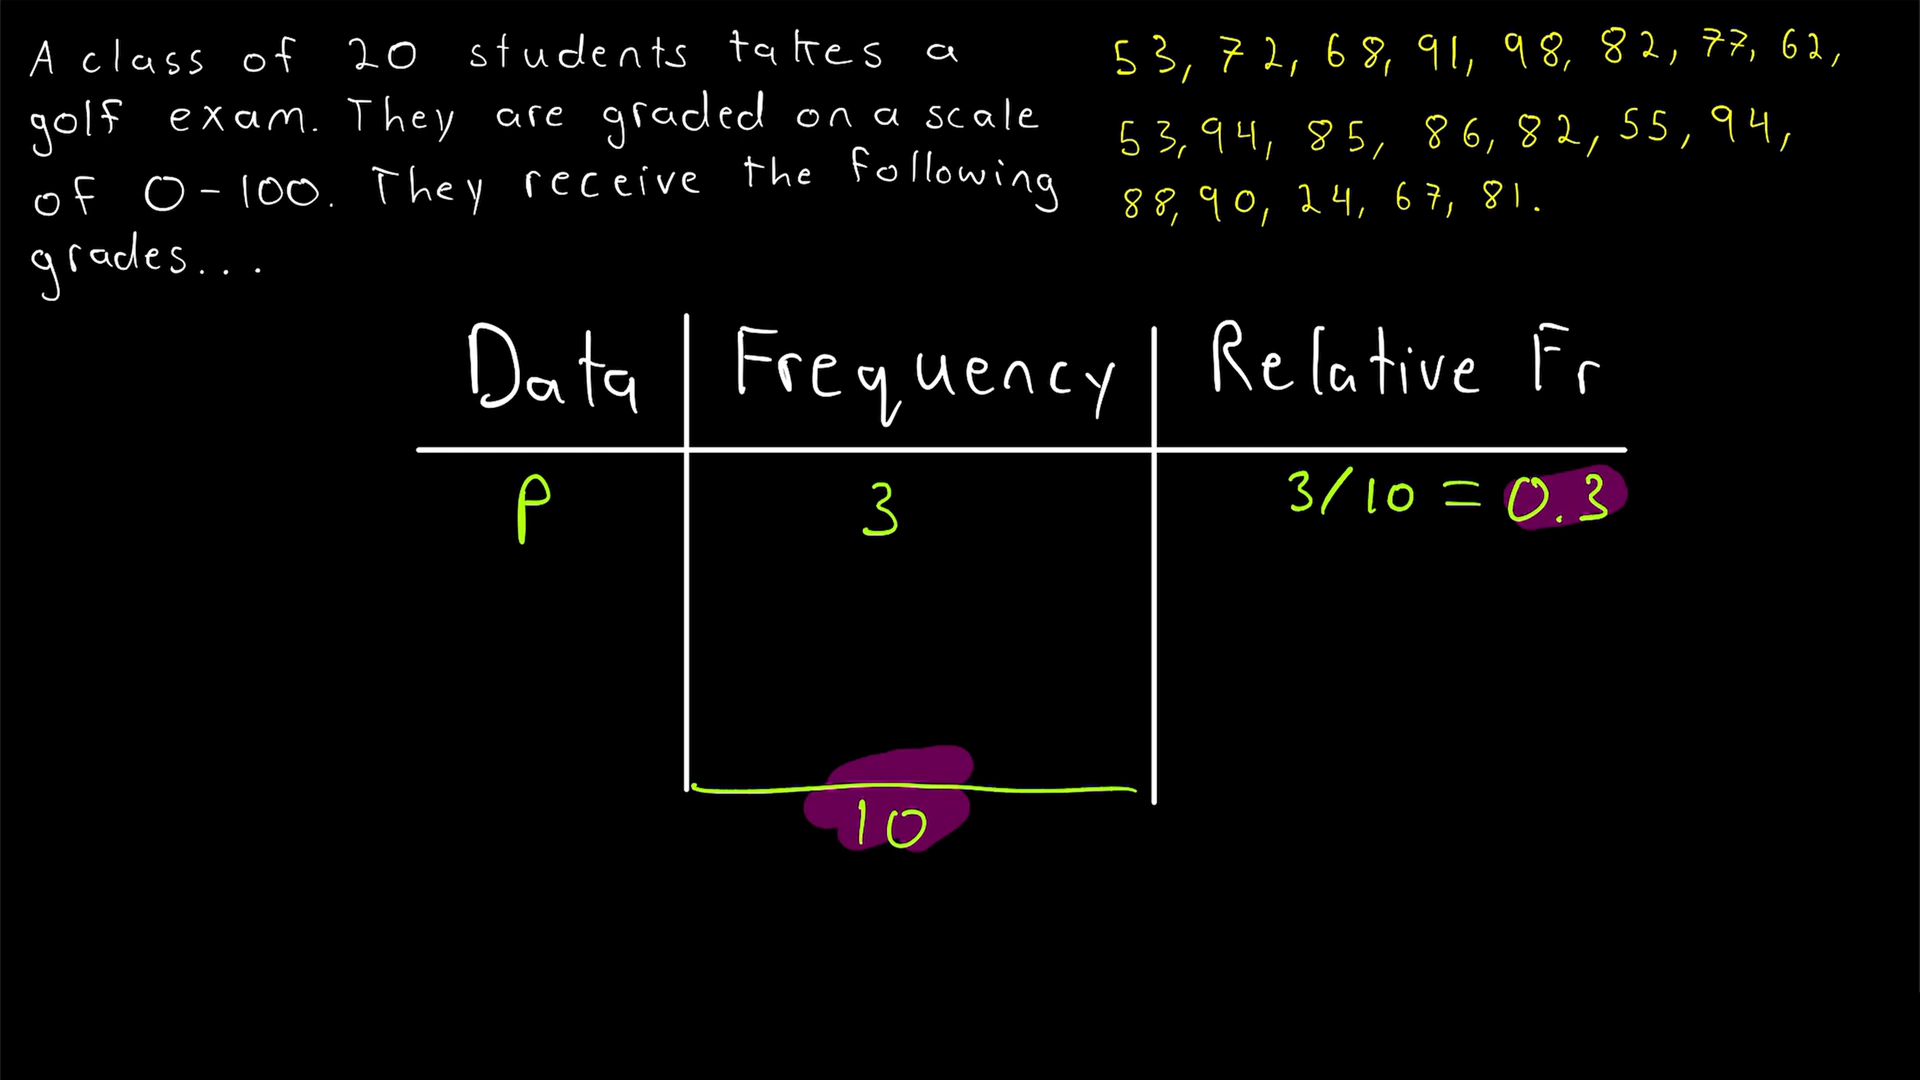 A class of 20 students takes a
golf exam. They are graded on a scale
of 0-100. They receive the following
grades...
53, 72, 68, 91, 98, 82, 77, 62,
53, 94, 85, 86, 82, 55, 94,
88, 90, 24, 67, 81.
Data Frequency Relative Fr
P 3 3/10 = 0.3
10